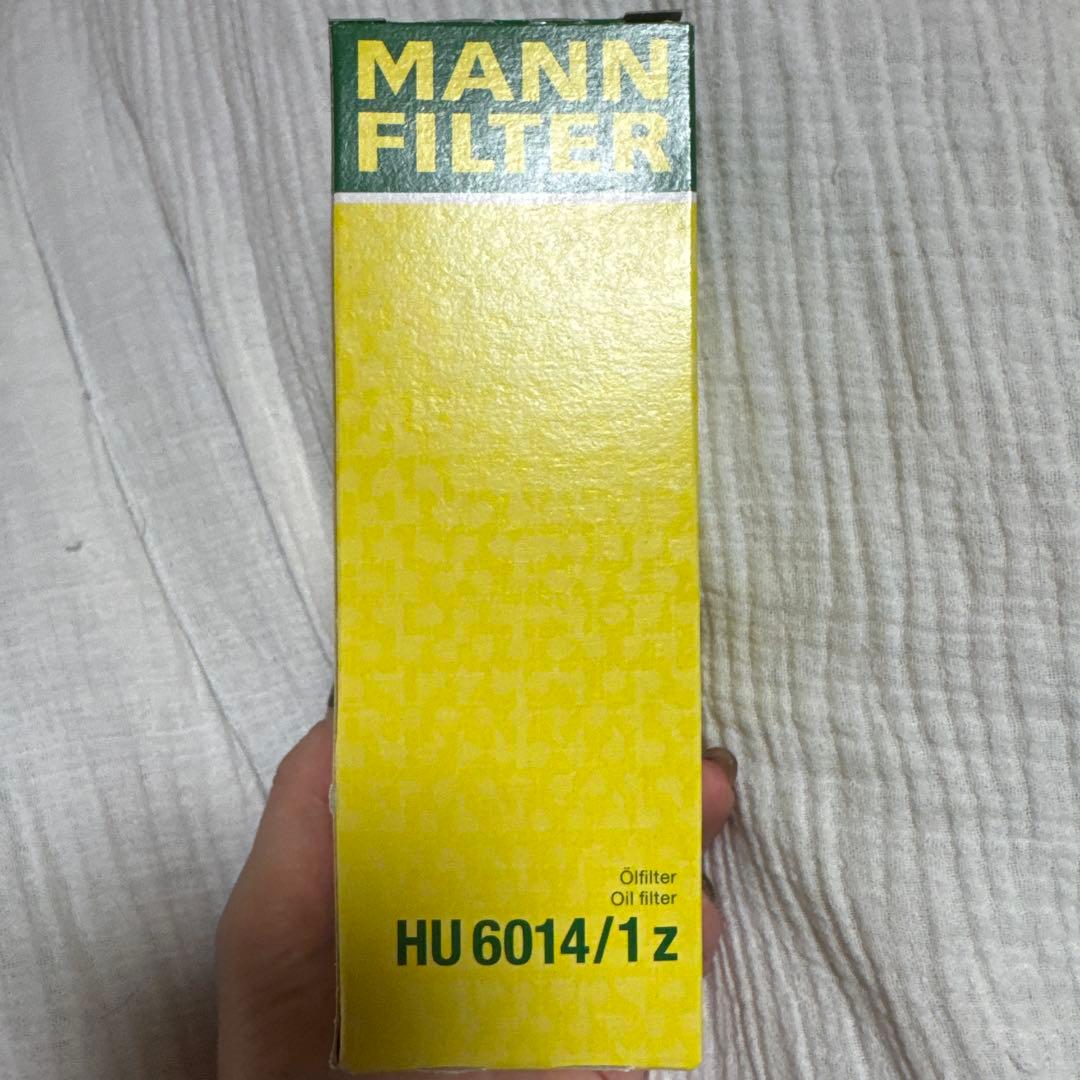 MANN
FILTER
Ölfilter
Oil filter
HU 6014/1 z